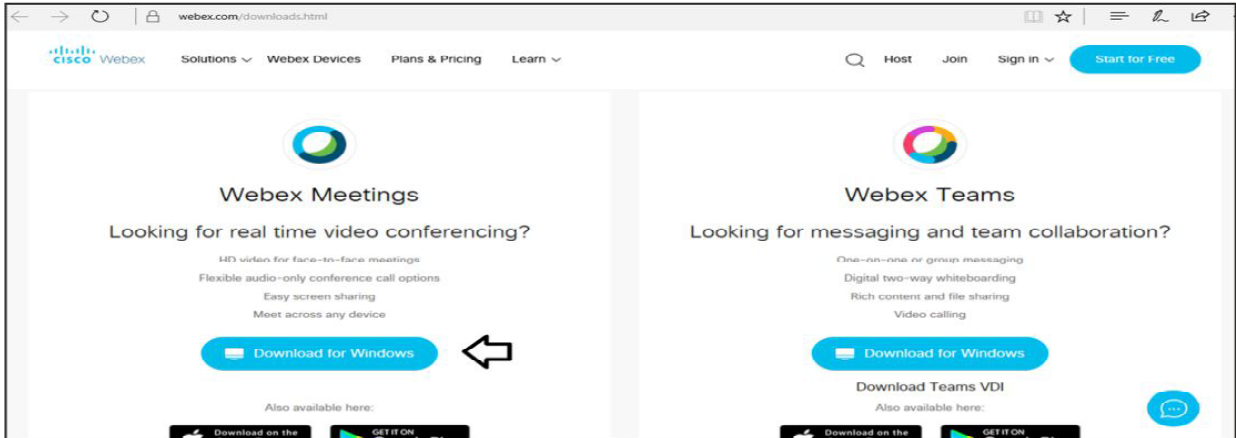 webex.com/downloads.html
CISCO Webex Solutions Webex Devices Plans & Pricing Learn Host Join Sign in Start for Free
Webex Meetings
Looking for real time video conferencing?
HD video for face-to-face meetings
Flexible audio-only conference call options
Easy screen sharing
Meet across any device
Download for Windows
Also available here:
Download on the
GET IT ON
Webex Teams
Looking for messaging and team collaboration?
One-on-one or group messaging
Digital two-way whiteboarding
Rich content and file sharing
Video calling
Download for Windows
Download Teams VDI
Also available here:
Download on the
GET IT ON